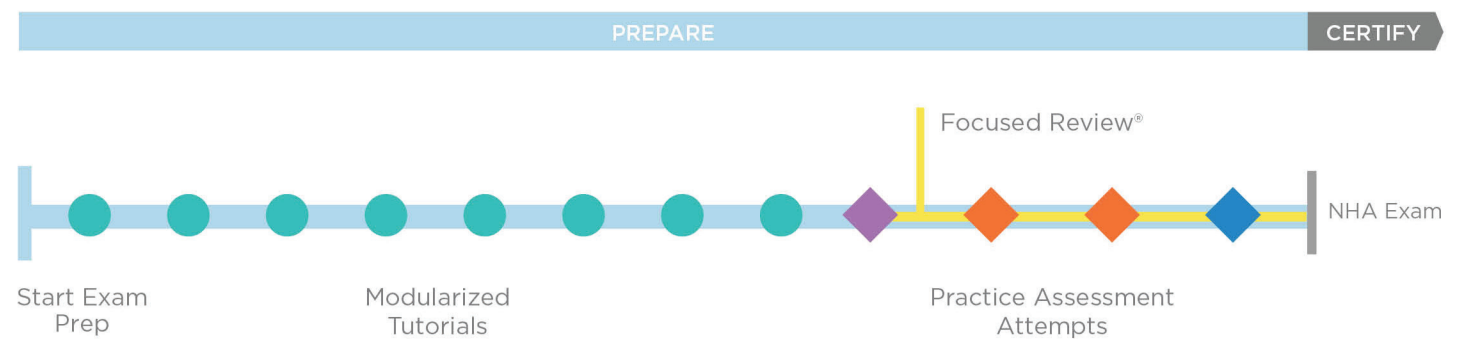 PREPARE
CERTIFY
Focused Review®
NHA Exam
Start Exam
Prep
Modularized
Tutorials
Practice Assessment
Attempts